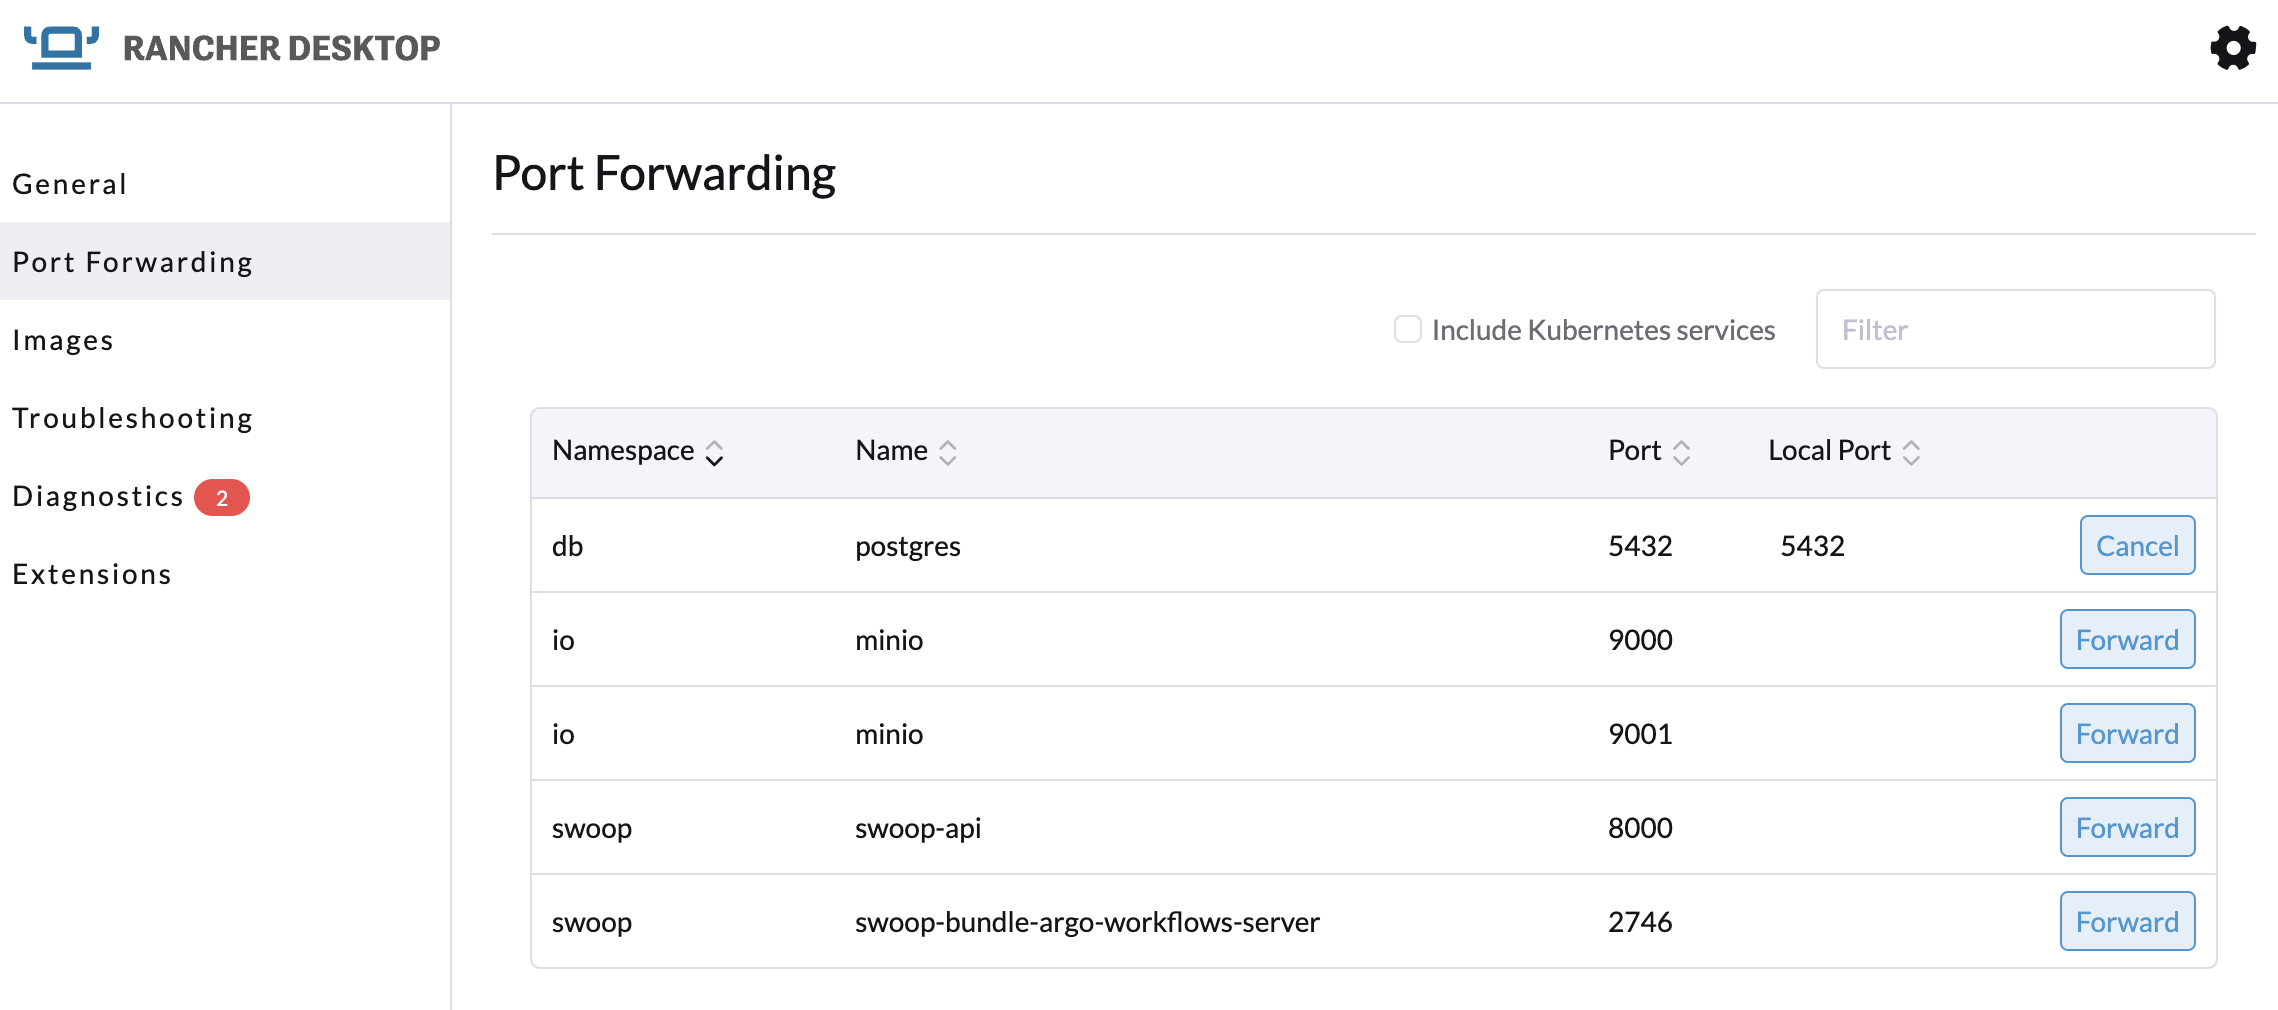 RANCHER DESKTOP
General
Port Forwarding
Images
Troubleshooting
Diagnostics 2
Extensions
Port Forwarding
Include Kubernetes services Filter
Namespace Name Port Local Port
db postgres 5432 5432 Cancel
io minio 9000 Forward
io minio 9001 Forward
swoop swoop-api 8000 Forward
swoop swoop-bundle-argo-workflows-server 2746 Forward